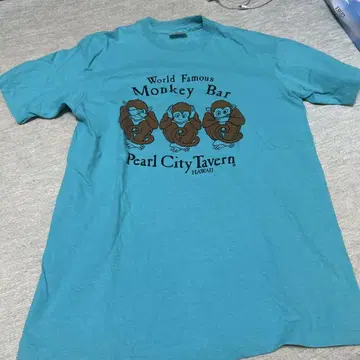 World Famous
Monkey Bar
Pearl City Tavern
HAWAII